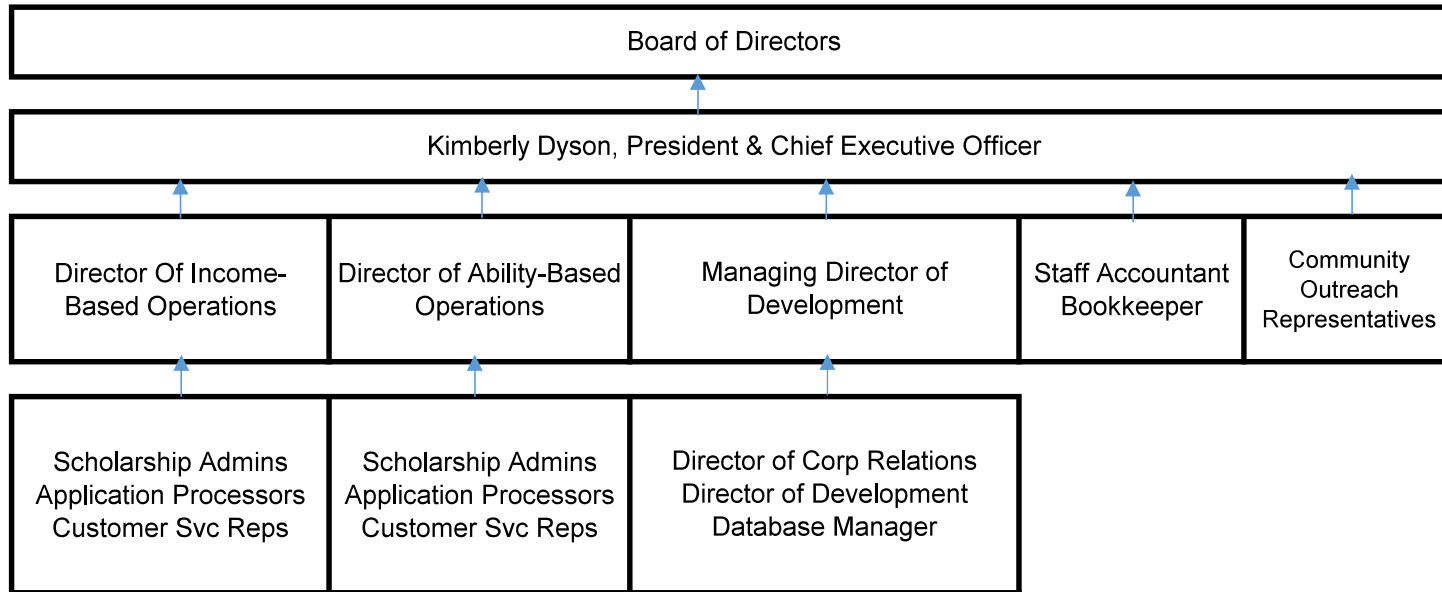 Board of Directors
Kimberly Dyson, President & Chief Executive Officer
Director Of Income-
Based Operations
Director of Ability-Based
Operations
Managing Director of
Development
Staff Accountant
Bookkeeper
Community
Outreach
Representatives
Scholarship Admins
Application Processors
Customer Svc Reps
Scholarship Admins
Application Processors
Customer Svc Reps
Director of Corp Relations
Director of Development
Database Manager